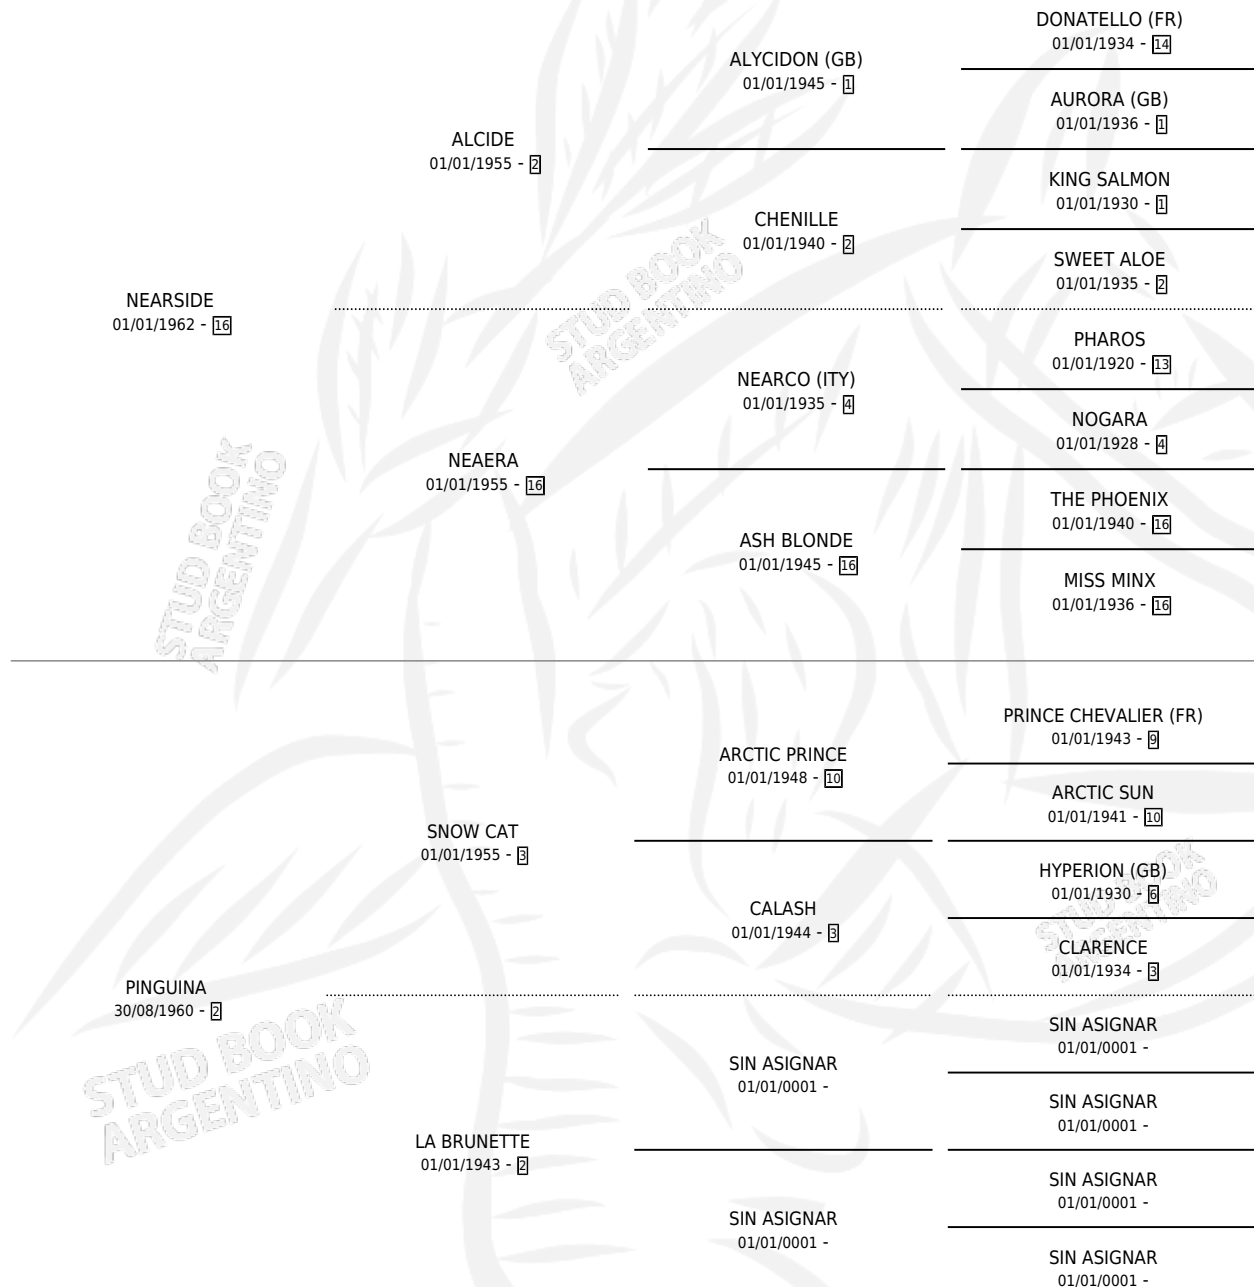 DONATELLO (FR)
01/01/1934 - 14
ALYCIDON (GB)
01/01/1945 - 1
AURORA (GB)
01/01/1936 - 1
ALCIDE
01/01/1955 - 2
KING SALMON
01/01/1930 - 1
CHENILLE
01/01/1940 - 2
SWEET ALOE
01/01/1935 - 2
NEARSIDE
01/01/1962 - 16
PHAROS
01/01/1920 - 13
NEARCO (ITY)
01/01/1935 - 4
NOGARA
01/01/1928 - 4
NEAERA
01/01/1955 - 16
THE PHOENIX
01/01/1940 - 16
ASH BLONDE
01/01/1945 - 16
MISS MINX
01/01/1936 - 16
PRINCE CHEVALIER (FR)
01/01/1943 - 9
ARCTIC PRINCE
01/01/1948 - 10
ARCTIC SUN
01/01/1941 - 10
SNOW CAT
01/01/1955 - 3
HYPERION (GB)
01/01/1930 - 6
CALASH
01/01/1944 - 3
CLARENCE
01/01/1934 - 3
PINGUINA
30/08/1960 - 2
SIN ASIGNAR
01/01/0001 -
SIN ASIGNAR
01/01/0001 -
SIN ASIGNAR
01/01/0001 -
LA BRUNETTE
01/01/1943 - 2
SIN ASIGNAR
01/01/0001 -
SIN ASIGNAR
01/01/0001 -
SIN ASIGNAR
01/01/0001 -
STUD BOOK
ARGENTINO
STUD BOOK
ARGENTINO
STUD BOOK
ARGENTINO
STUD BOOK
ARGENTINO